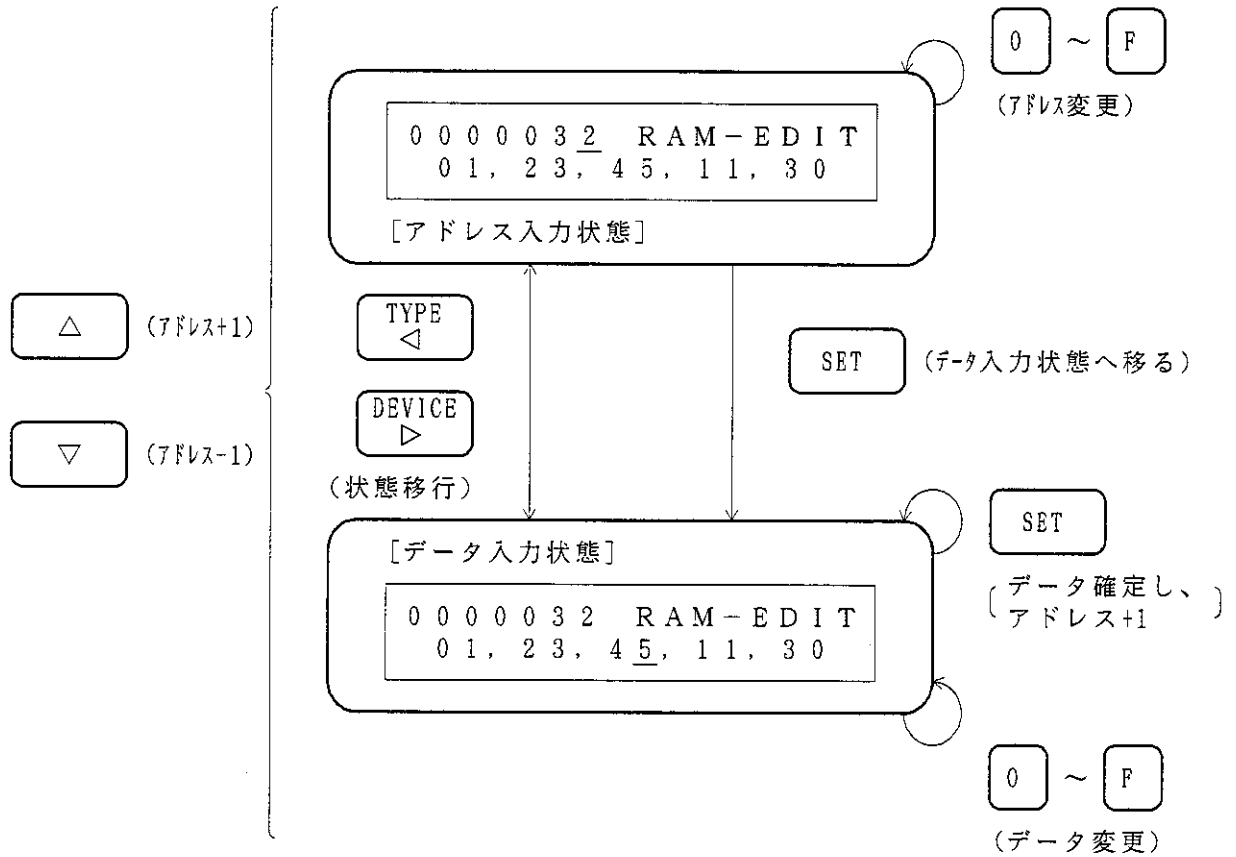 0 ～ F
(アドレス変更)
0000032 RAM-EDIT
01, 23, 45, 11, 30
[アドレス入力状態]
△ (アドレス+1)
TYPE
◁
SET (データ入力状態へ移る)
DEVICE
▷
▽ (アドレス-1)
(状態移行)
[データ入力状態]
SET
0000032 RAM-EDIT
01, 23, 45, 11, 30
データ確定し、
アドレス+1
0 ～ F
(データ変更)